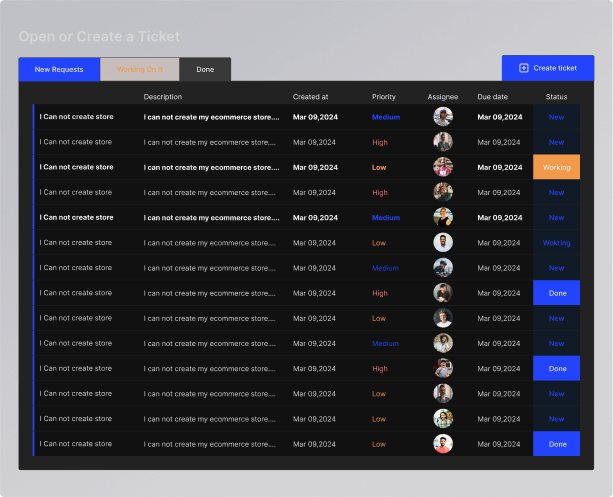 Open or Create a Ticket
New Requests Working On It Done Create ticket
Description Created at Priority Assignee Due date Status
I Can not create store I can not create my ecommerce store.... Mar 09,2024 Medium Mar 09,2024 New
I Can not create store I can not create my ecommerce store.... Mar 09,2024 High Mar 09,2024 New
I Can not create store I can not create my ecommerce store.... Mar 09,2024 Low Mar 09,2024 Working
I Can not create store I can not create my ecommerce store.... Mar 09,2024 High Mar 09,2024 New
I Can not create store I can not create my ecommerce store.... Mar 09,2024 Medium Mar 09,2024 New
I Can not create store I can not create my ecommerce store.... Mar 09,2024 Low Mar 09,2024 Wokring
I Can not create store I can not create my ecommerce store.... Mar 09,2024 Medium Mar 09,2024 New
I Can not create store I can not create my ecommerce store.... Mar 09,2024 High Mar 09,2024 Done
I Can not create store I can not create my ecommerce store.... Mar 09,2024 Low Mar 09,2024 New
I Can not create store I can not create my ecommerce store.... Mar 09,2024 Medium Mar 09,2024 New
I Can not create store I can not create my ecommerce store.... Mar 09,2024 High Mar 09,2024 Done
I Can not create store I can not create my ecommerce store.... Mar 09,2024 Low Mar 09,2024 New
I Can not create store I can not create my ecommerce store.... Mar 09,2024 Low Mar 09,2024 New
I Can not create store I can not create my ecommerce store.... Mar 09,2024 Low Mar 09,2024 Done